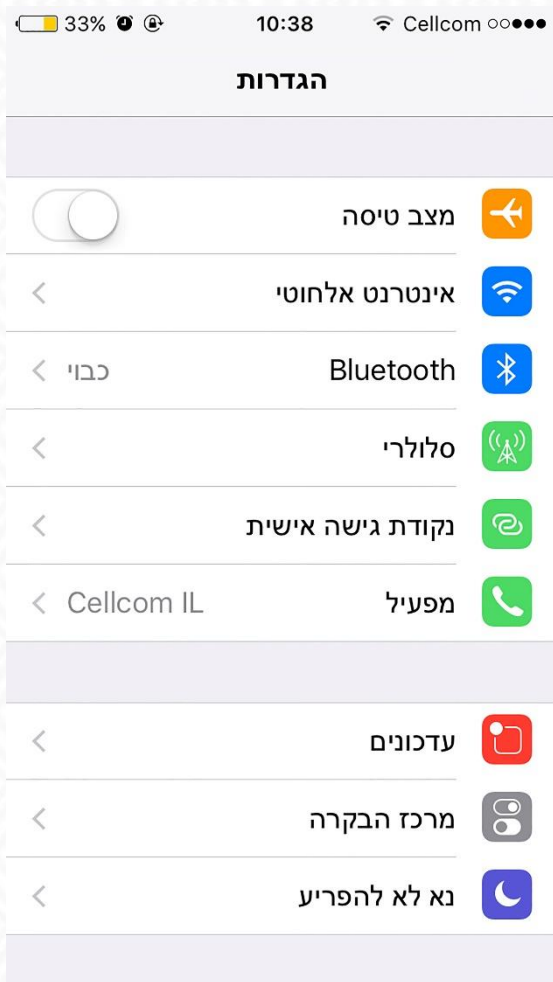 33% 10:38 Cellcom
הגדרות
מצב טיסה
אינטרנט אלחוטי
Bluetooth כבוי
סלולרי
נקודת גישה אישית
מפעיל Cellcom IL
עדכונים
מרכז הבקרה
נא לא להפריע